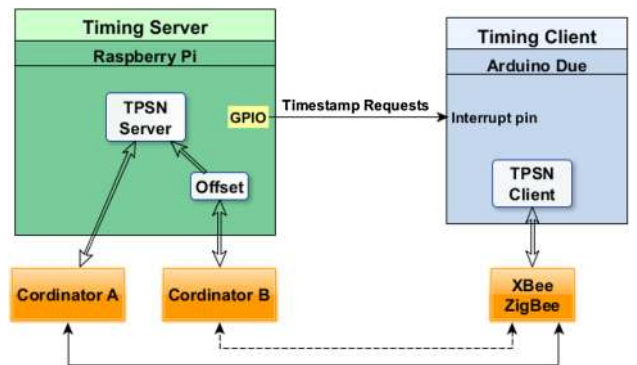 Timing Server
Raspberry Pi
TPSN
Server
GPIO
Offset
Timestamp Requests
Timing Client
Arduino Due
Interrupt pin
TPSN
Client
Cordinator A
Cordinator B
XBee
ZigBee